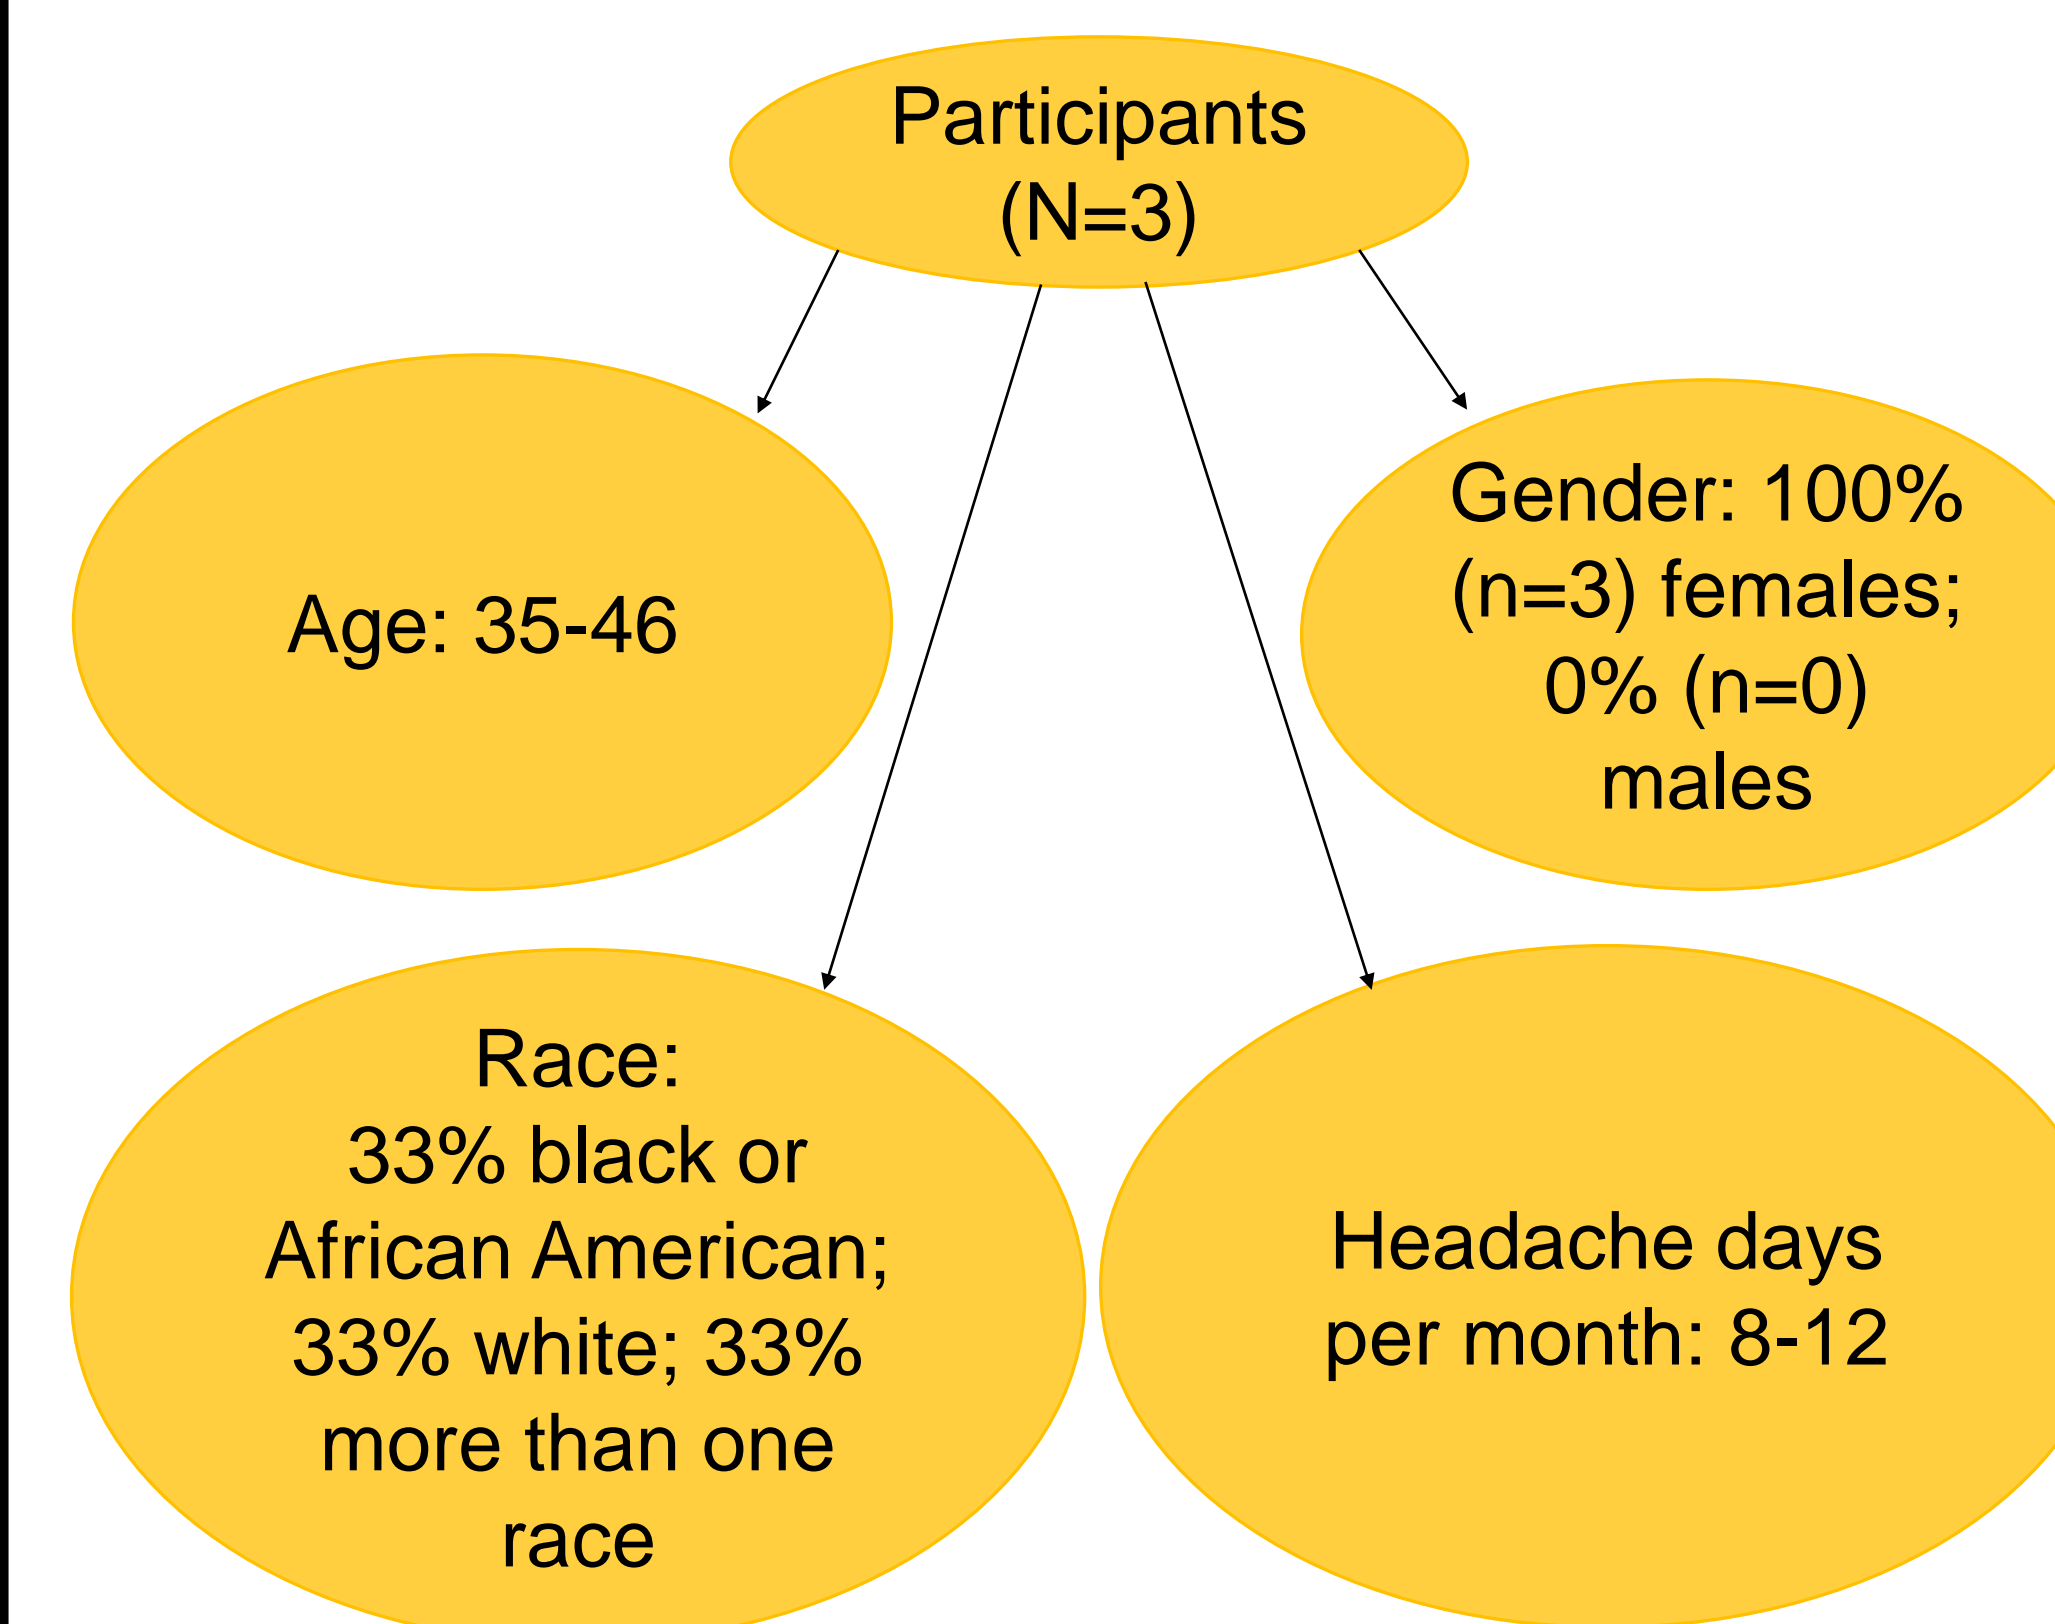 Participants
(N=3)
Age: 35-46
Gender: 100%
(n=3) females;
0% (n=0)
males
Race:
33% black or
African American;
33% white; 33%
more than one
race
Headache days
per month: 8-12